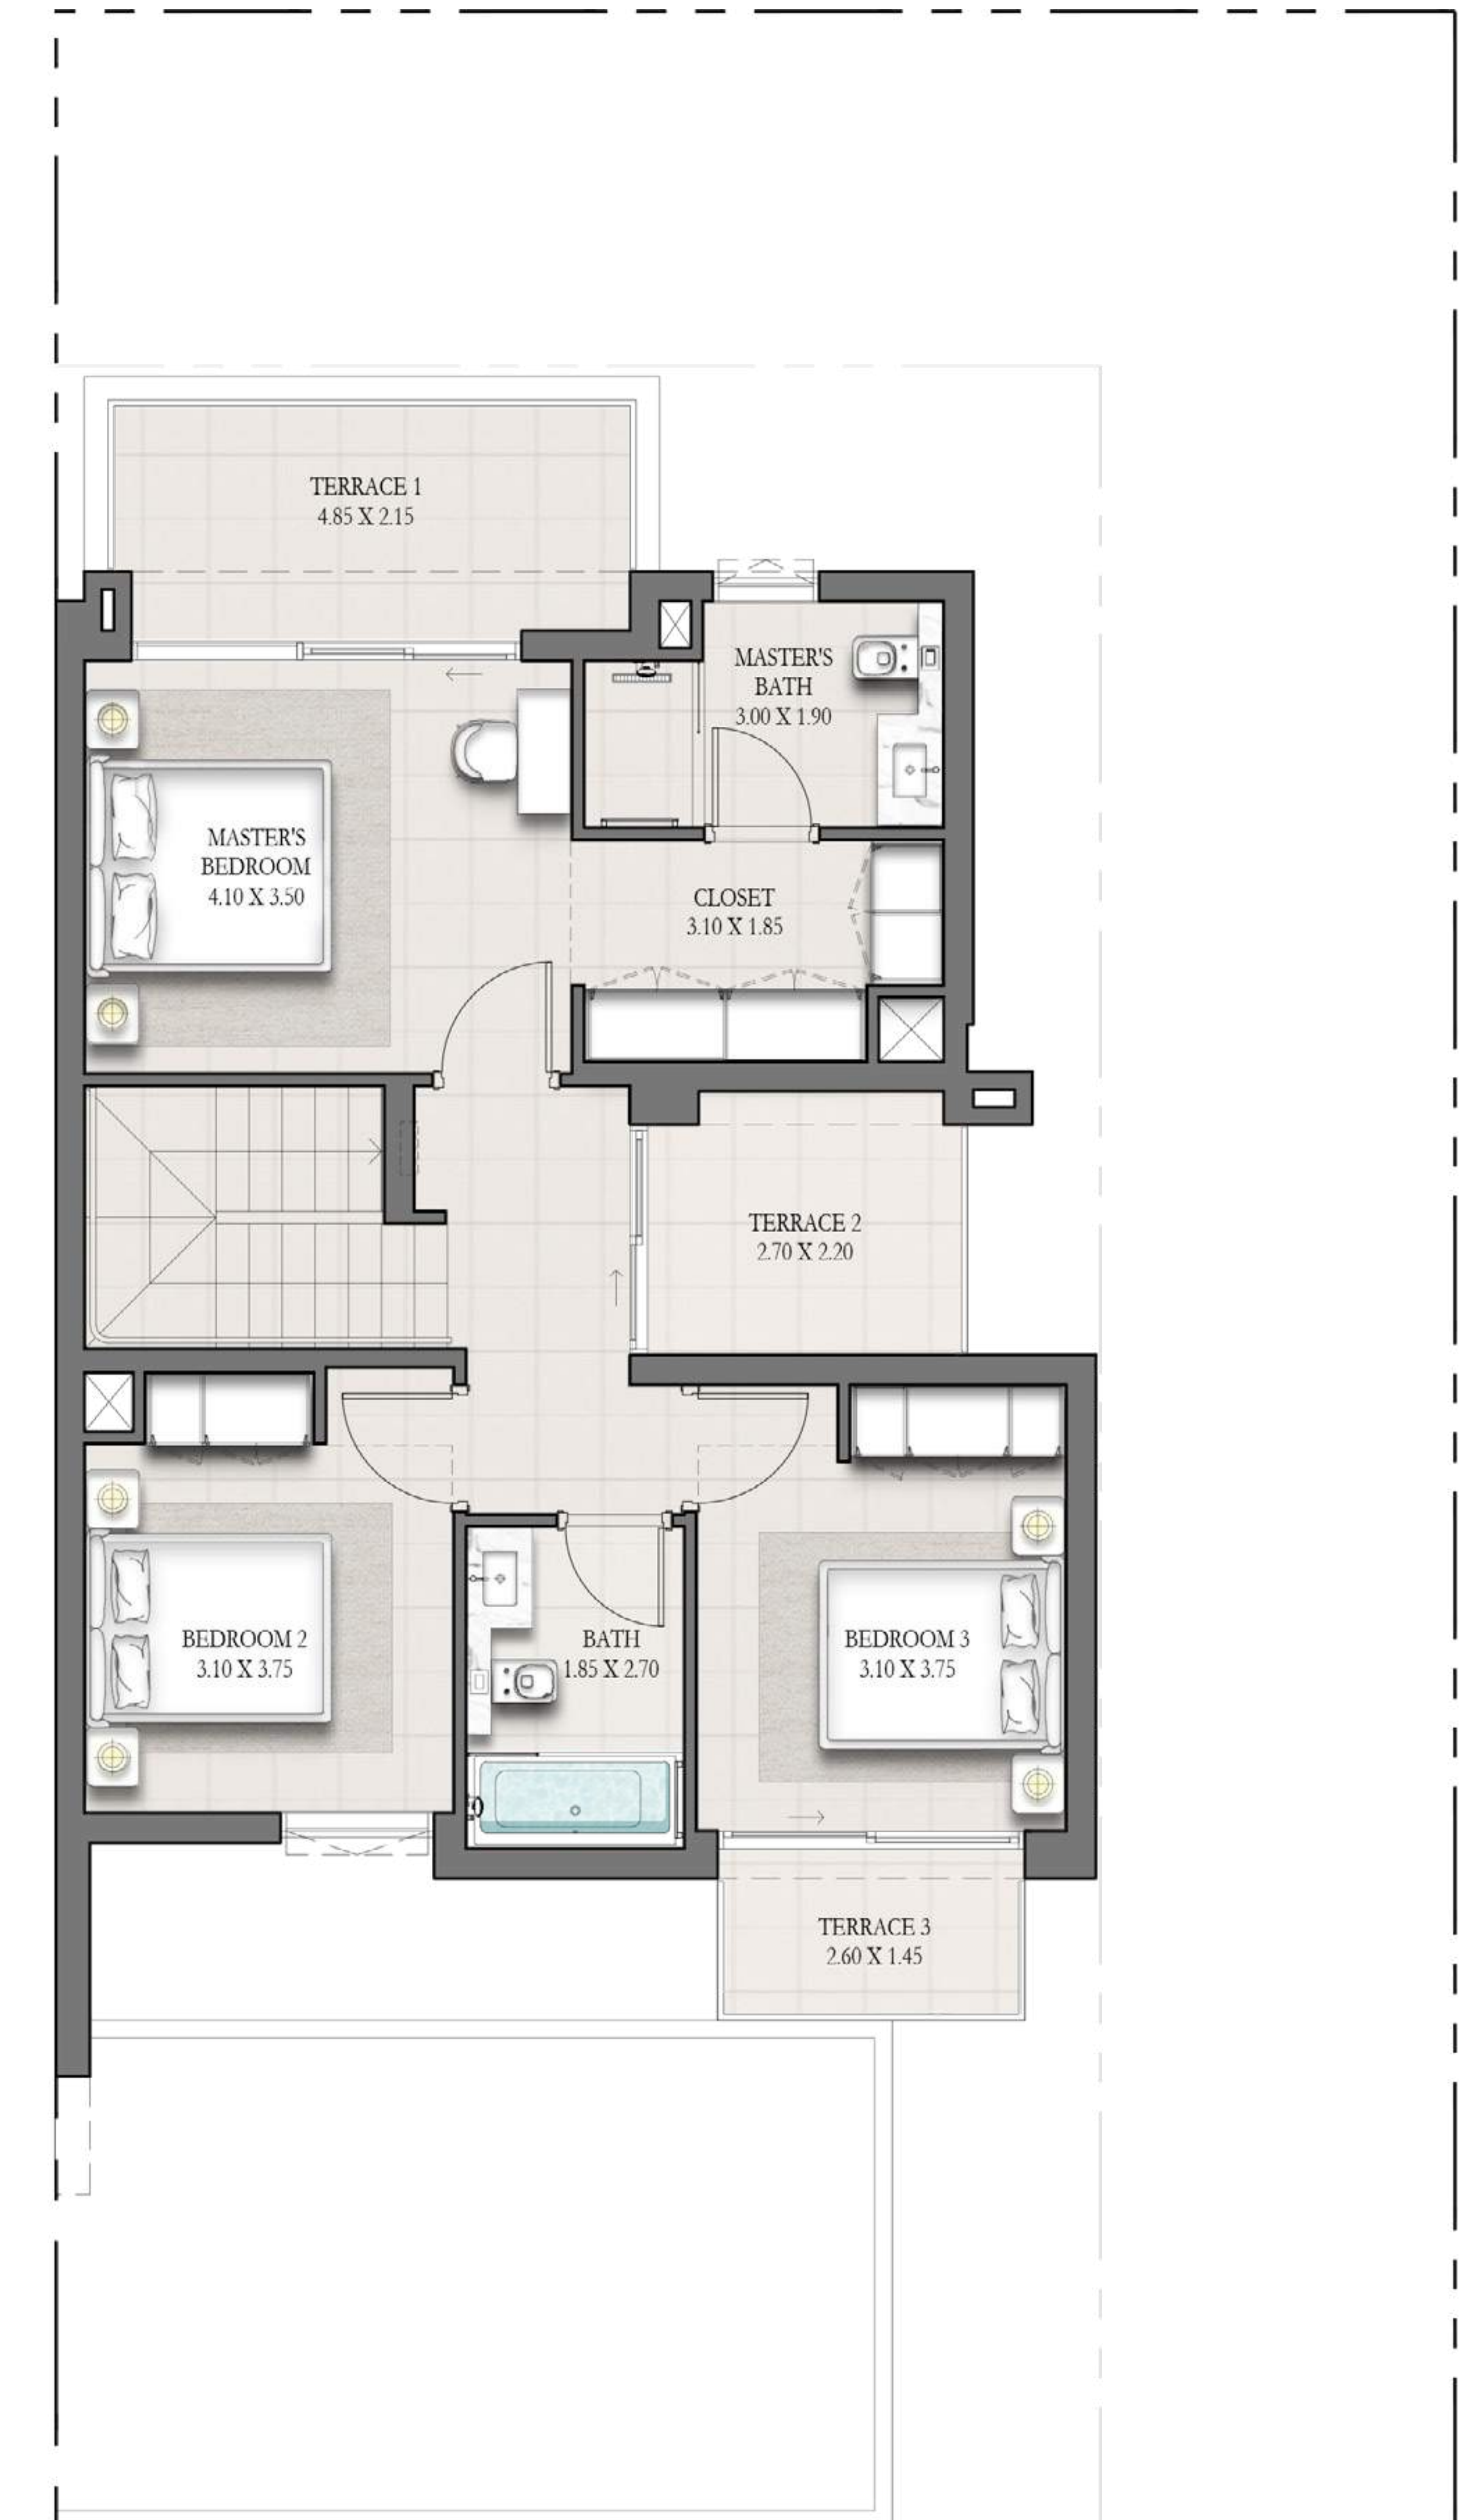 TERRACE 1
4.85 X 2.15
MASTER'S
BATH
3.00 X 1.90
MASTER'S
BEDROOM
4.10 X 3.50
CLOSET
3.10 X 1.85
TERRACE 2
2.70 X 2.20
BEDROOM 2
3.10 X 3.75
BATH
1.85 X 2.70
BEDROOM 3
3.10 X 3.75
TERRACE 3
2.60 X 1.45